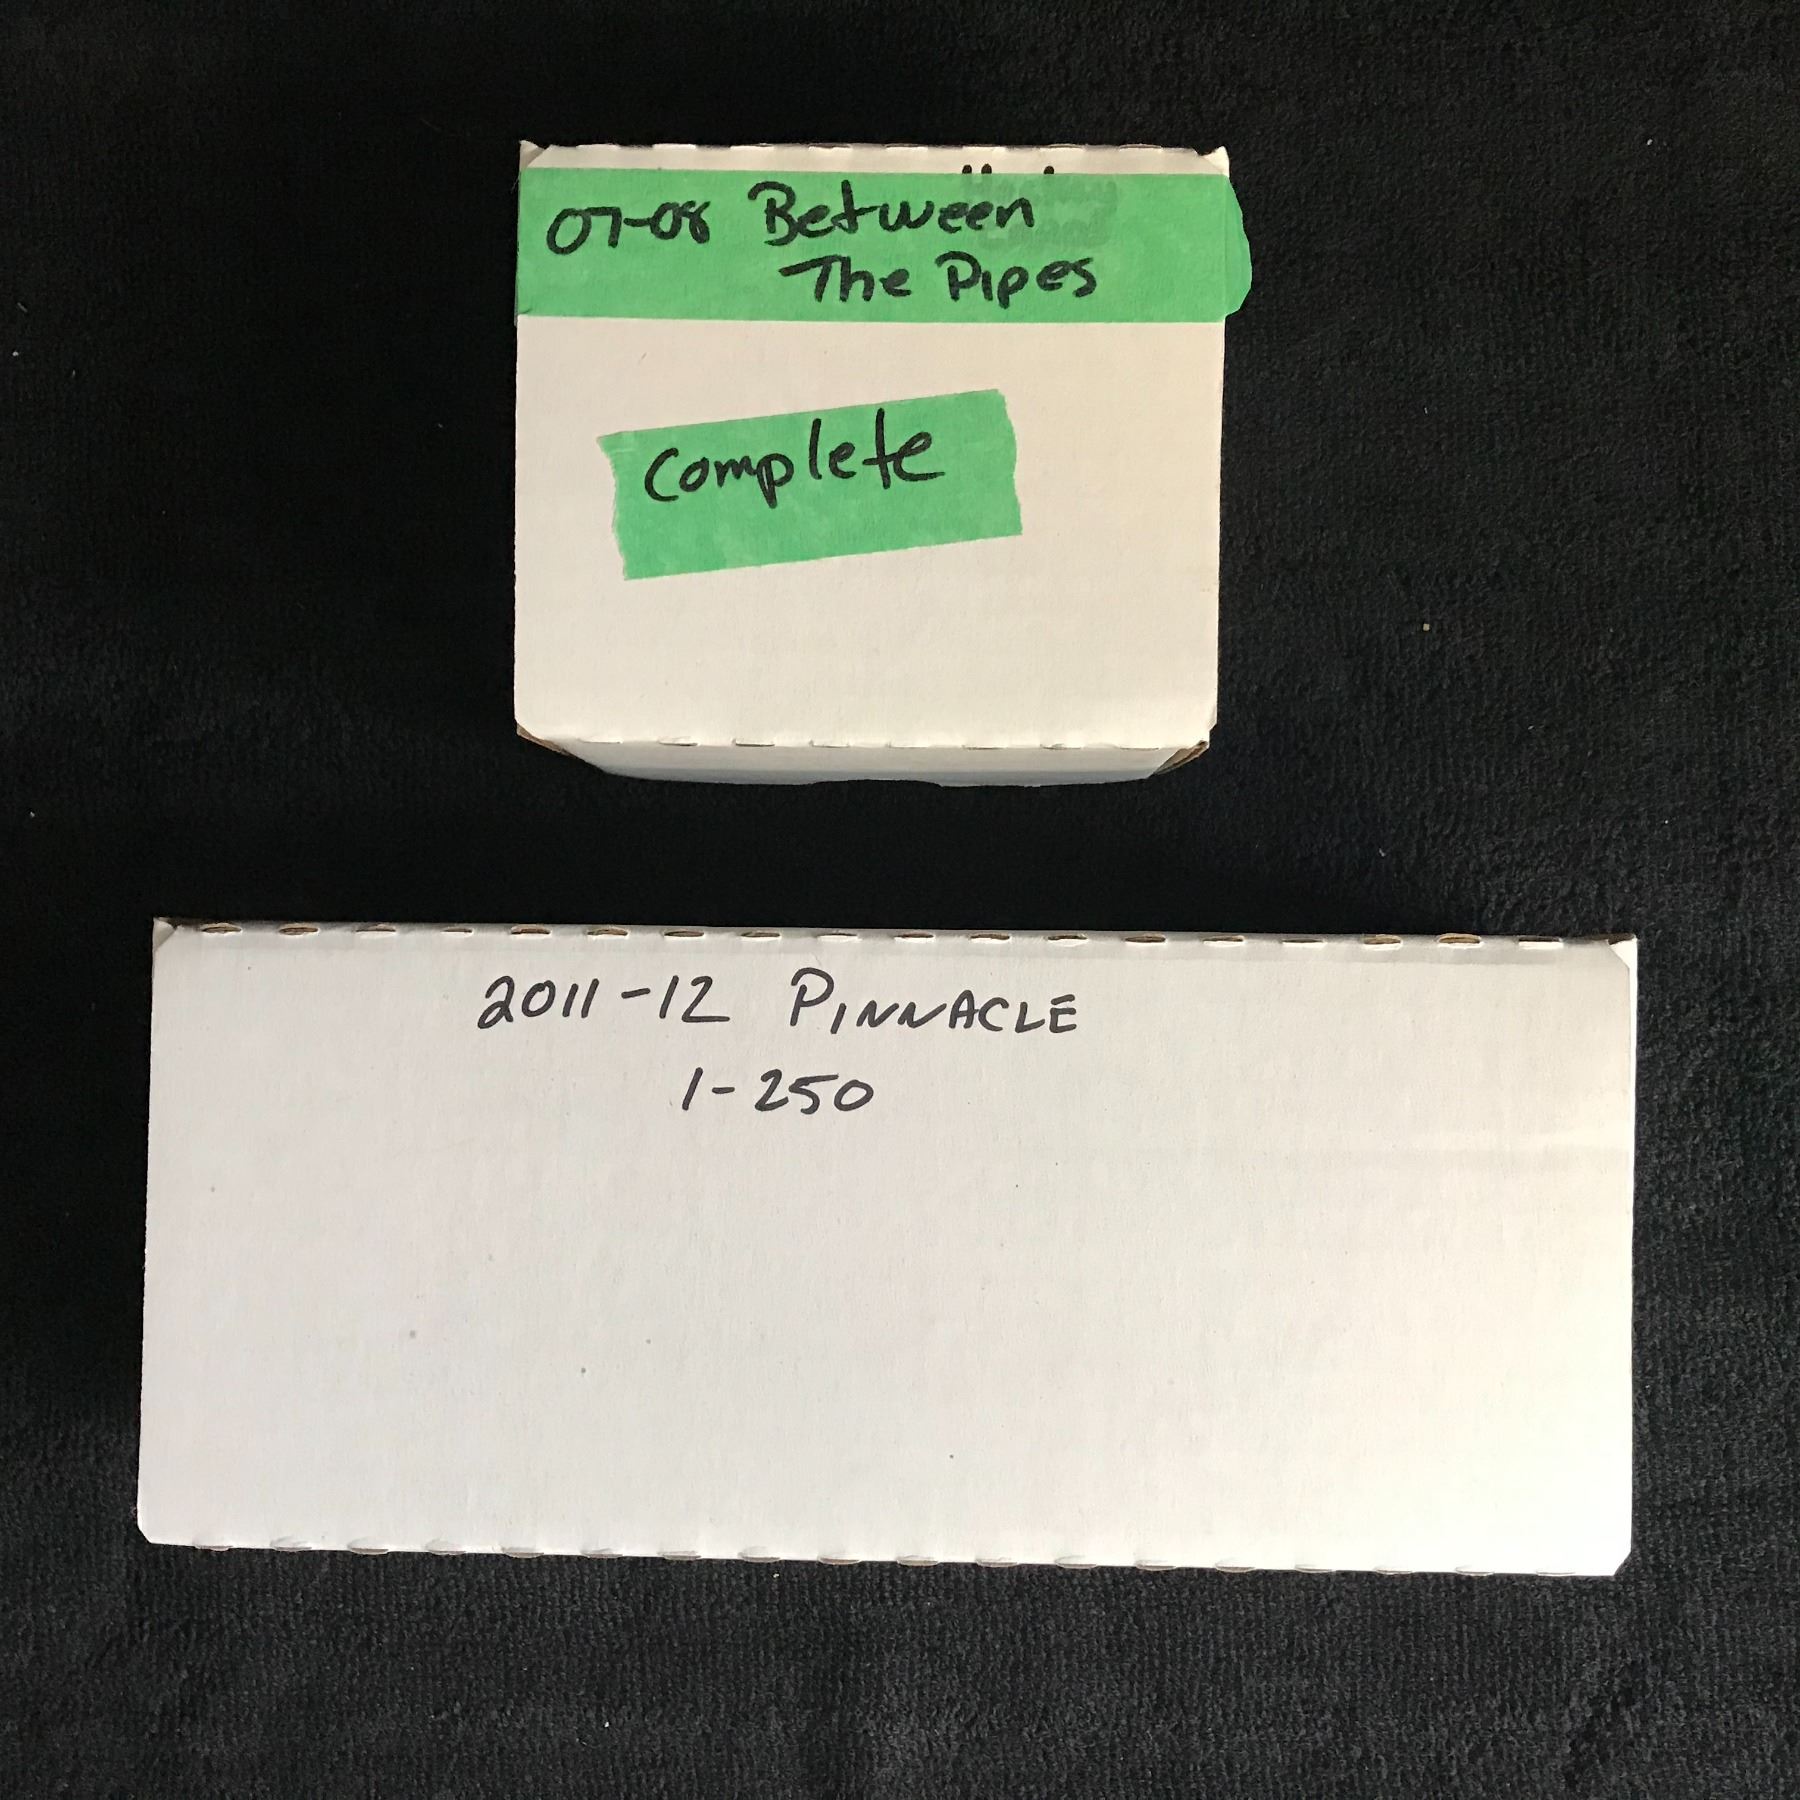 07-08 Between
The Pipes
Complete
2011-12 PINNACLE
1-250